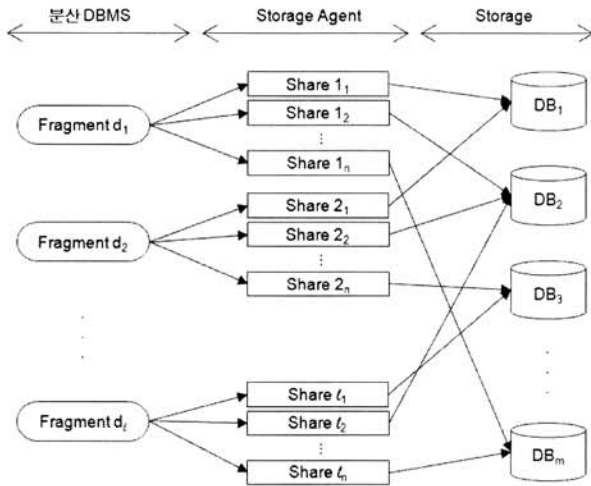 분산 DBMS Storage Agent Storage
Share 1₁
Share 1₂
⋮
Share 1ₙ
Fragment d₁
DB₁
Share 2₁
Share 2₂
⋮
Share 2ₙ
Fragment d₂
DB₂
DB₃
Share ℓ₁
Share ℓ₂
⋮
Share ℓₙ
Fragment dℓ
DBₘ